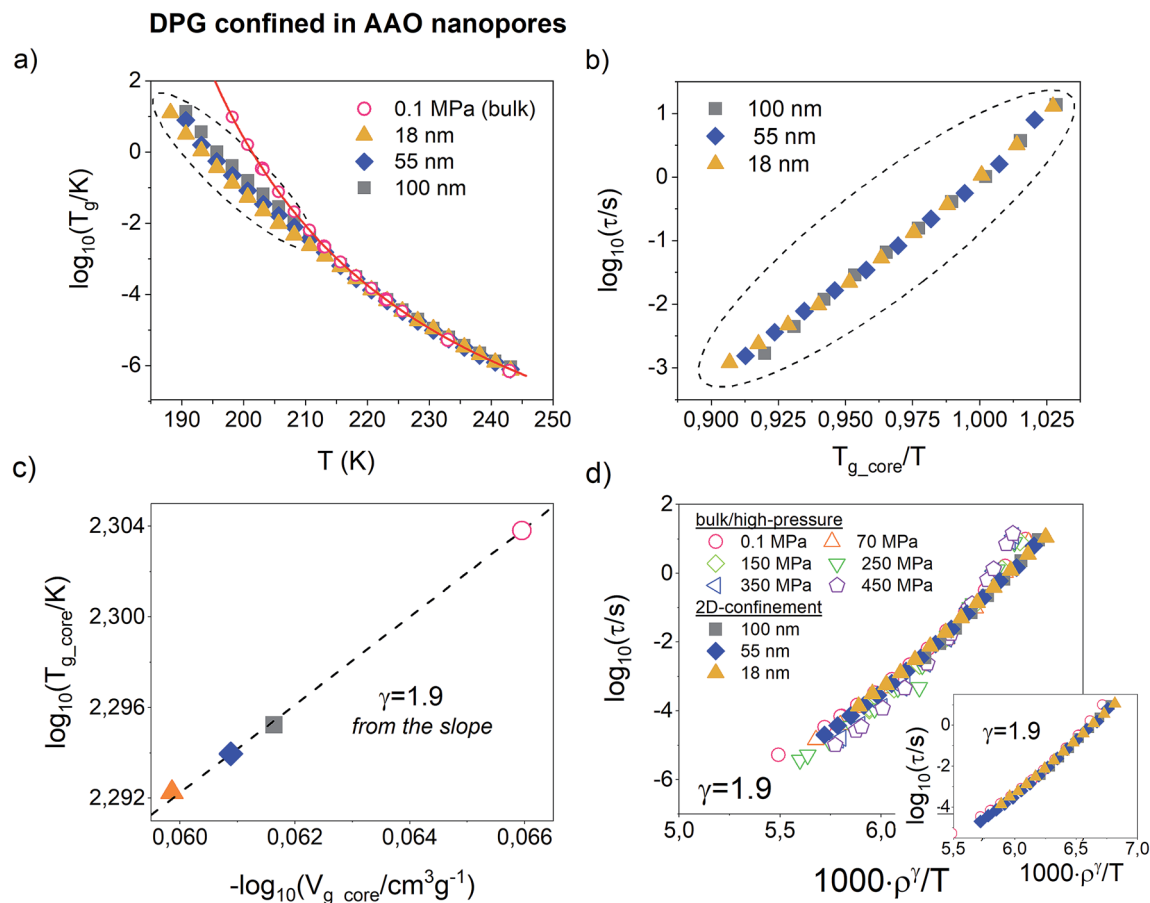 DPG confined in AAO nanopores
a)
log₁₀(T_g/K)
2
0
-2
-4
-6
190 200 210 220 230 240 250
T (K)
0.1 MPa (bulk)
18 nm
55 nm
100 nm
b)
log₁₀(τ/s)
1
0
-1
-2
-3
0,900 0,925 0,950 0,975 1,000 1,025
T_g_core/T
100 nm
55 nm
18 nm
c)
log₁₀(T_g_core/K)
2,304
2,300
2,296
2,292
0,060 0,062 0,064 0,066
-log₁₀(V_g_core/cm³g⁻¹)
γ=1.9
from the slope
d)
log₁₀(τ/s)
2
0
-2
-4
-6
5,0 5,5 6,0
1000·ρ^γ/T
bulk/high-pressure
0.1 MPa 70 MPa
150 MPa 250 MPa
350 MPa 450 MPa
2D-confinement
100 nm
55 nm
18 nm
γ=1.9
log₁₀(τ/s)
0
-2
-4
γ=1.9
5,5 6,0 6,5 7,0
1000·ρ^γ/T